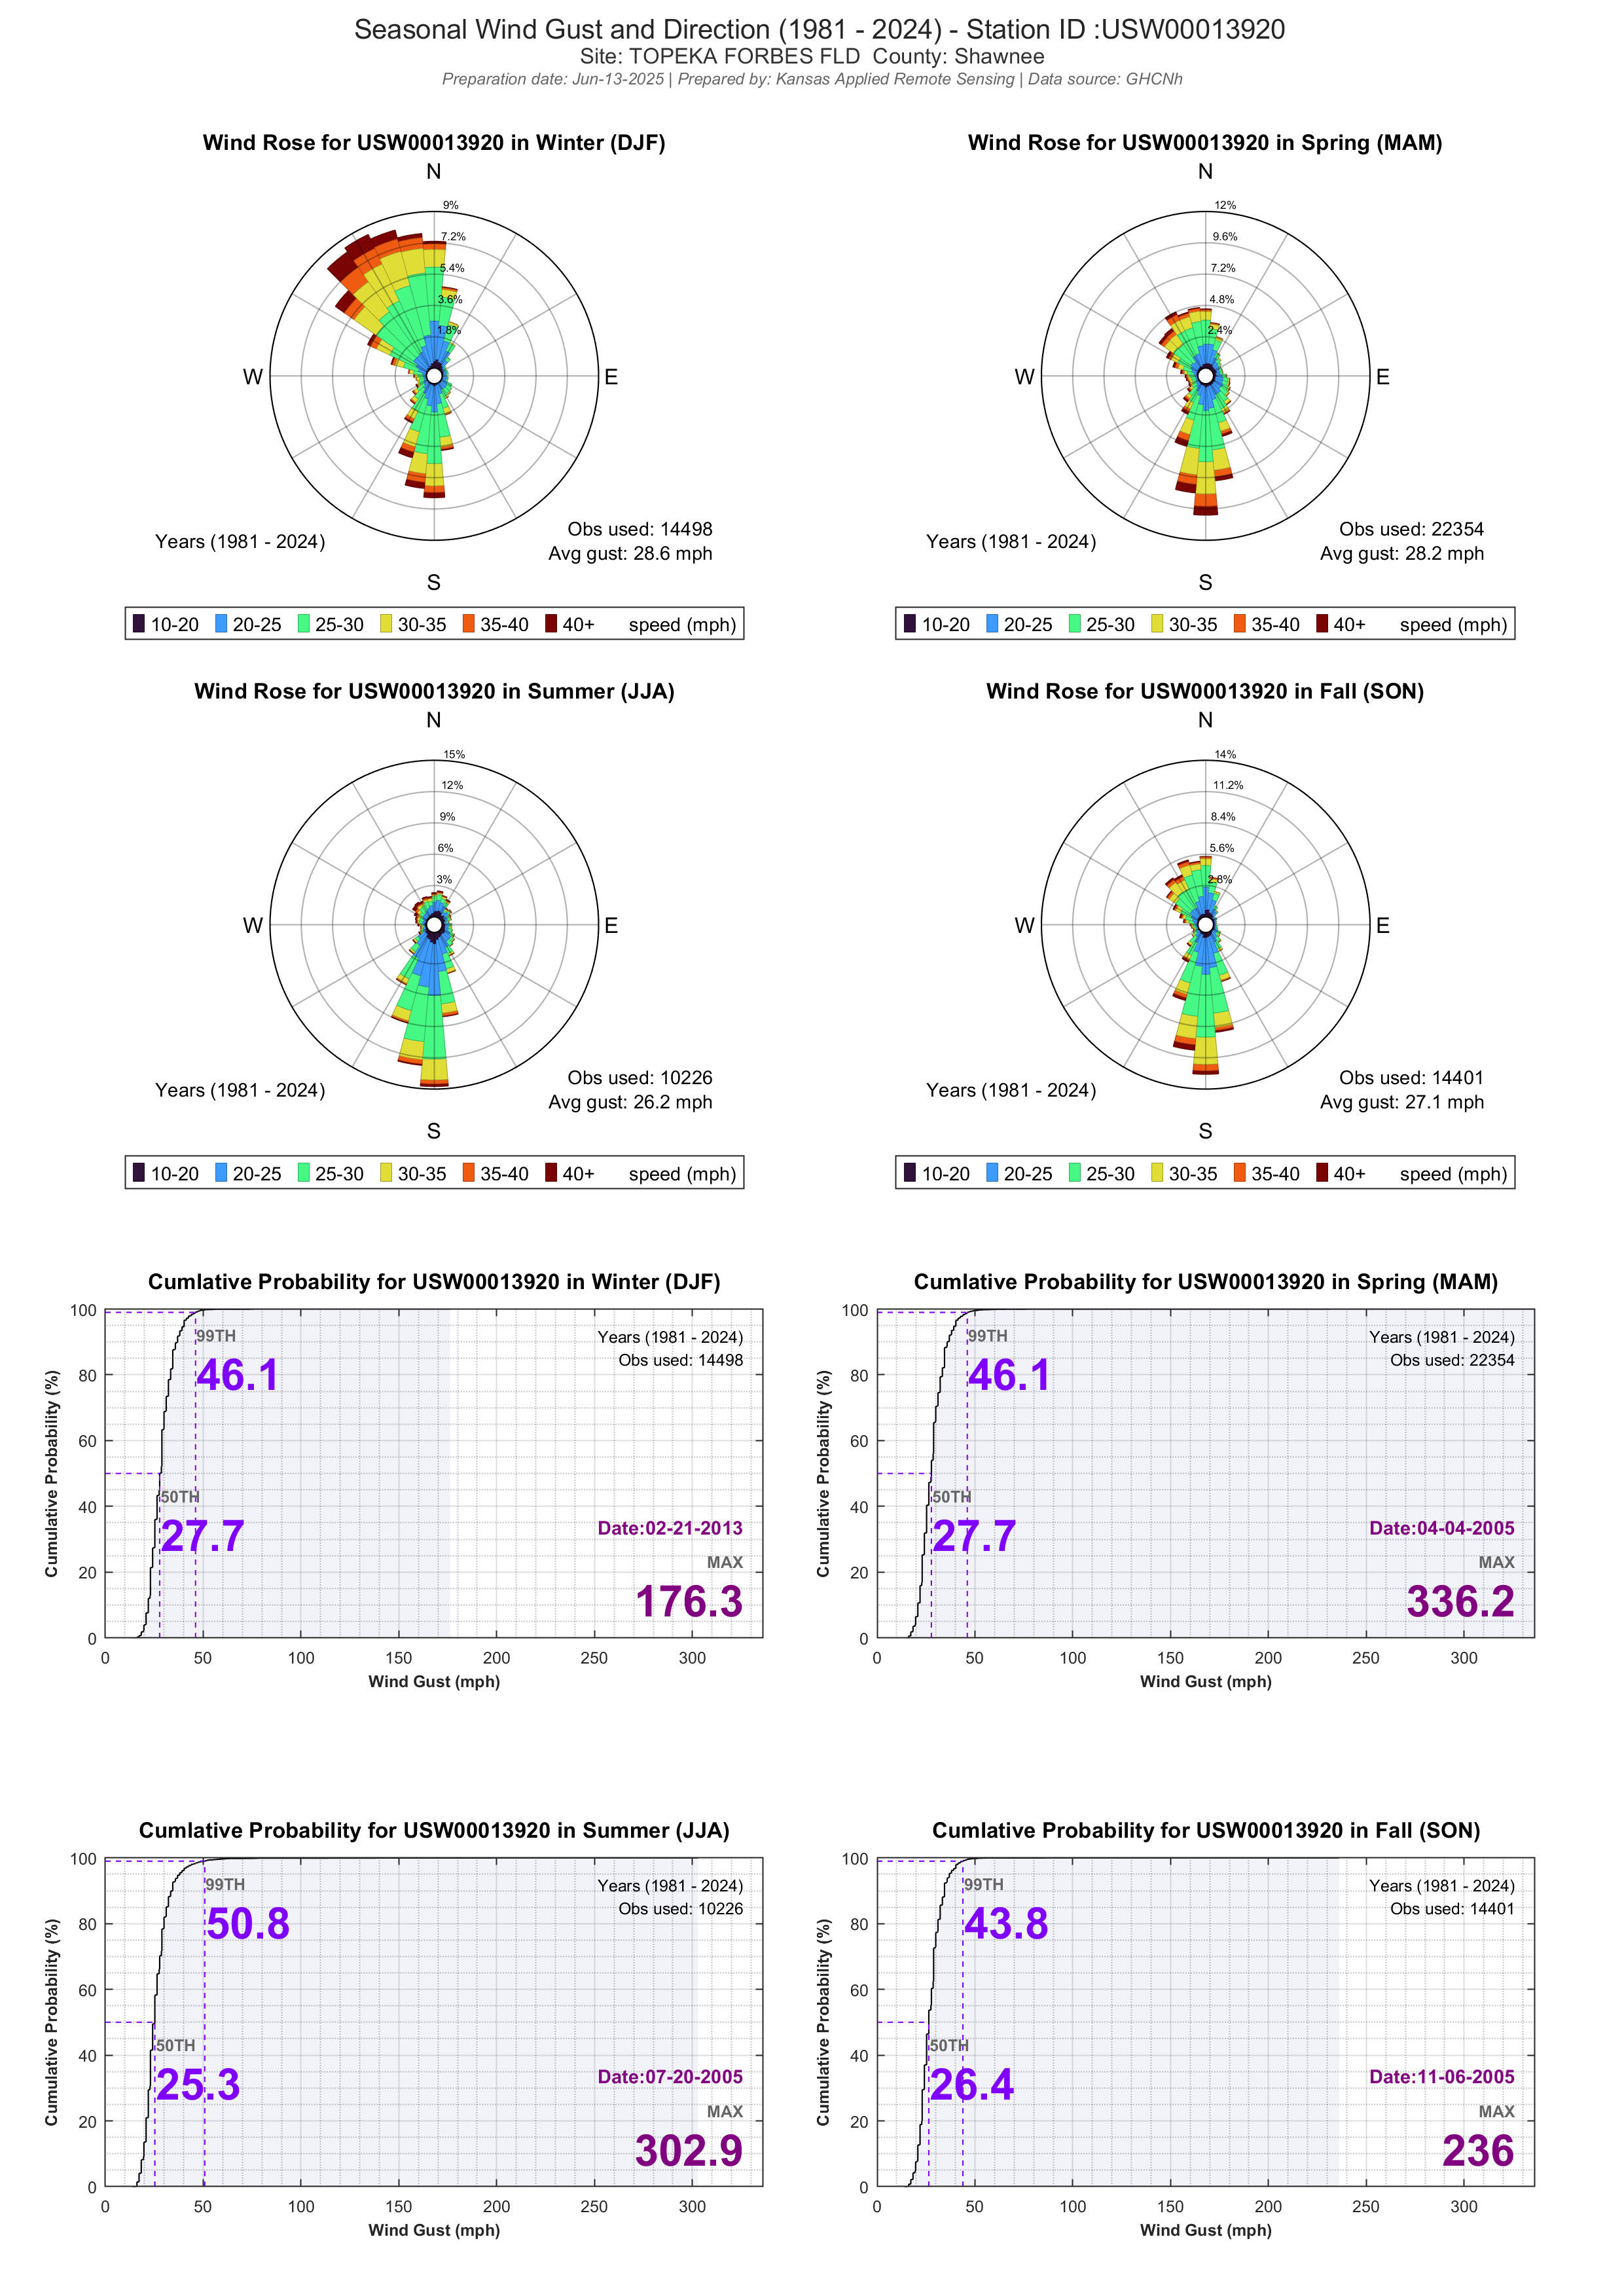 Seasonal Wind Gust and Direction (1981 - 2024) - Station ID :USW00013920
Site: TOPEKA FORBES FLD  County: Shawnee
Preparation date: Jun-13-2025 | Prepared by: Kansas Applied Remote Sensing | Data source: GHCNh
Wind Rose for USW00013920 in Winter (DJF)
N
9%
7.2%
5.4%
3.6%
1.8%
W
E
Years (1981 - 2024)
Obs used: 14498
Avg gust: 28.6 mph
S
10-20 20-25 25-30 30-35 35-40 40+ speed (mph)
Wind Rose for USW00013920 in Spring (MAM)
N
12%
9.6%
7.2%
4.8%
2.4%
W
E
Years (1981 - 2024)
Obs used: 22354
Avg gust: 28.2 mph
S
10-20 20-25 25-30 30-35 35-40 40+ speed (mph)
Wind Rose for USW00013920 in Summer (JJA)
N
15%
12%
9%
6%
3%
W
E
Years (1981 - 2024)
Obs used: 10226
Avg gust: 26.2 mph
S
10-20 20-25 25-30 30-35 35-40 40+ speed (mph)
Wind Rose for USW00013920 in Fall (SON)
N
14%
11.2%
8.4%
5.6%
2.8%
W
E
Years (1981 - 2024)
Obs used: 14401
Avg gust: 27.1 mph
S
10-20 20-25 25-30 30-35 35-40 40+ speed (mph)
Cumlative Probability for USW00013920 in Winter (DJF)
Cumulative Probability (%)
100
80
60
40
20
0
99TH
46.1
50TH
27.7
Years (1981 - 2024)
Obs used: 14498
Date:02-21-2013
MAX
176.3
0 50 100 150 200 250 300
Wind Gust (mph)
Cumlative Probability for USW00013920 in Spring (MAM)
Cumulative Probability (%)
100
80
60
40
20
0
99TH
46.1
50TH
27.7
Years (1981 - 2024)
Obs used: 22354
Date:04-04-2005
MAX
336.2
0 50 100 150 200 250 300
Wind Gust (mph)
Cumlative Probability for USW00013920 in Summer (JJA)
Cumulative Probability (%)
100
80
60
40
20
0
99TH
50.8
50TH
25.3
Years (1981 - 2024)
Obs used: 10226
Date:07-20-2005
MAX
302.9
0 50 100 150 200 250 300
Wind Gust (mph)
Cumlative Probability for USW00013920 in Fall (SON)
Cumulative Probability (%)
100
80
60
40
20
0
99TH
43.8
50TH
26.4
Years (1981 - 2024)
Obs used: 14401
Date:11-06-2005
MAX
236
0 50 100 150 200 250 300
Wind Gust (mph)